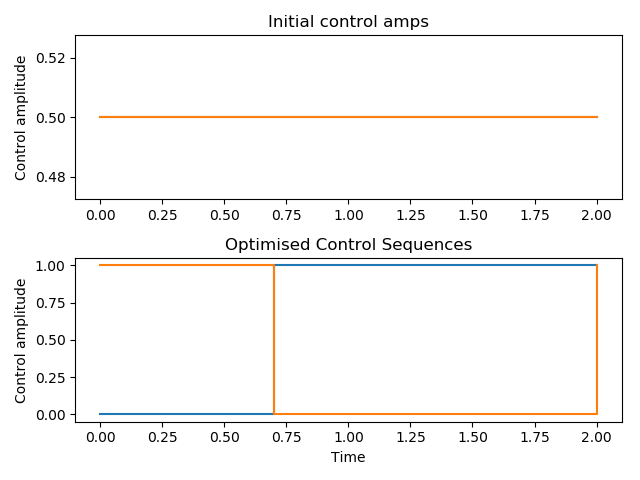 Initial control amps
Control amplitude
0.52
0.50
0.48
0.00 0.25 0.50 0.75 1.00 1.25 1.50 1.75 2.00
Optimised Control Sequences
Control amplitude
1.00
0.75
0.50
0.25
0.00
0.00 0.25 0.50 0.75 1.00 1.25 1.50 1.75 2.00
Time